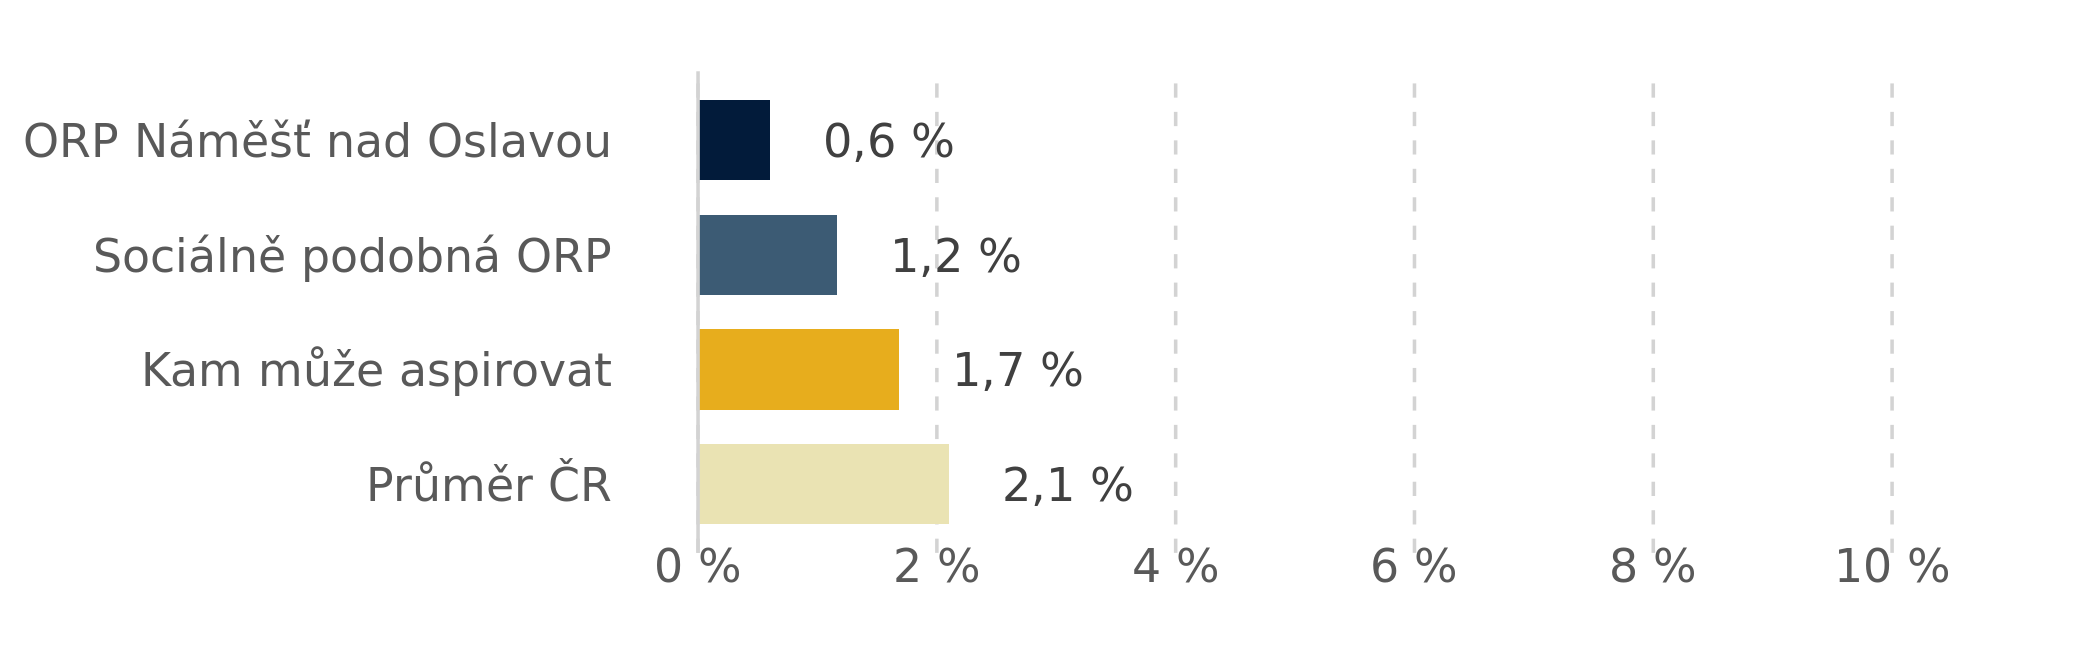 ORP Náměšť nad Oslavou 0,6 %
Sociálně podobná ORP 1,2 %
Kam může aspirovat 1,7 %
Průměr ČR 2,1 %
0 % 2 % 4 % 6 % 8 % 10 %